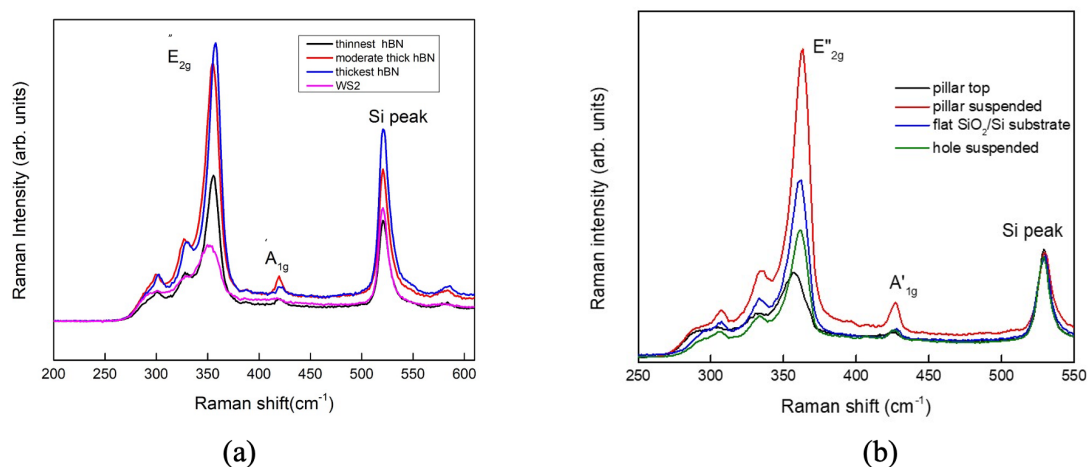 E''2g
thinnest hBN
moderate thick hBN
thickest hBN
WS2
Si peak
A'1g
Raman Intensity (arb. units)
200 250 300 350 400 450 500 550 600
Raman shift(cm-1)
(a)
E"2g
pillar top
pillar suspended
flat SiO2/Si substrate
hole suspended
Si peak
A'1g
Raman intensity (arb. units)
250 300 350 400 450 500 550
Raman shift (cm-1)
(b)